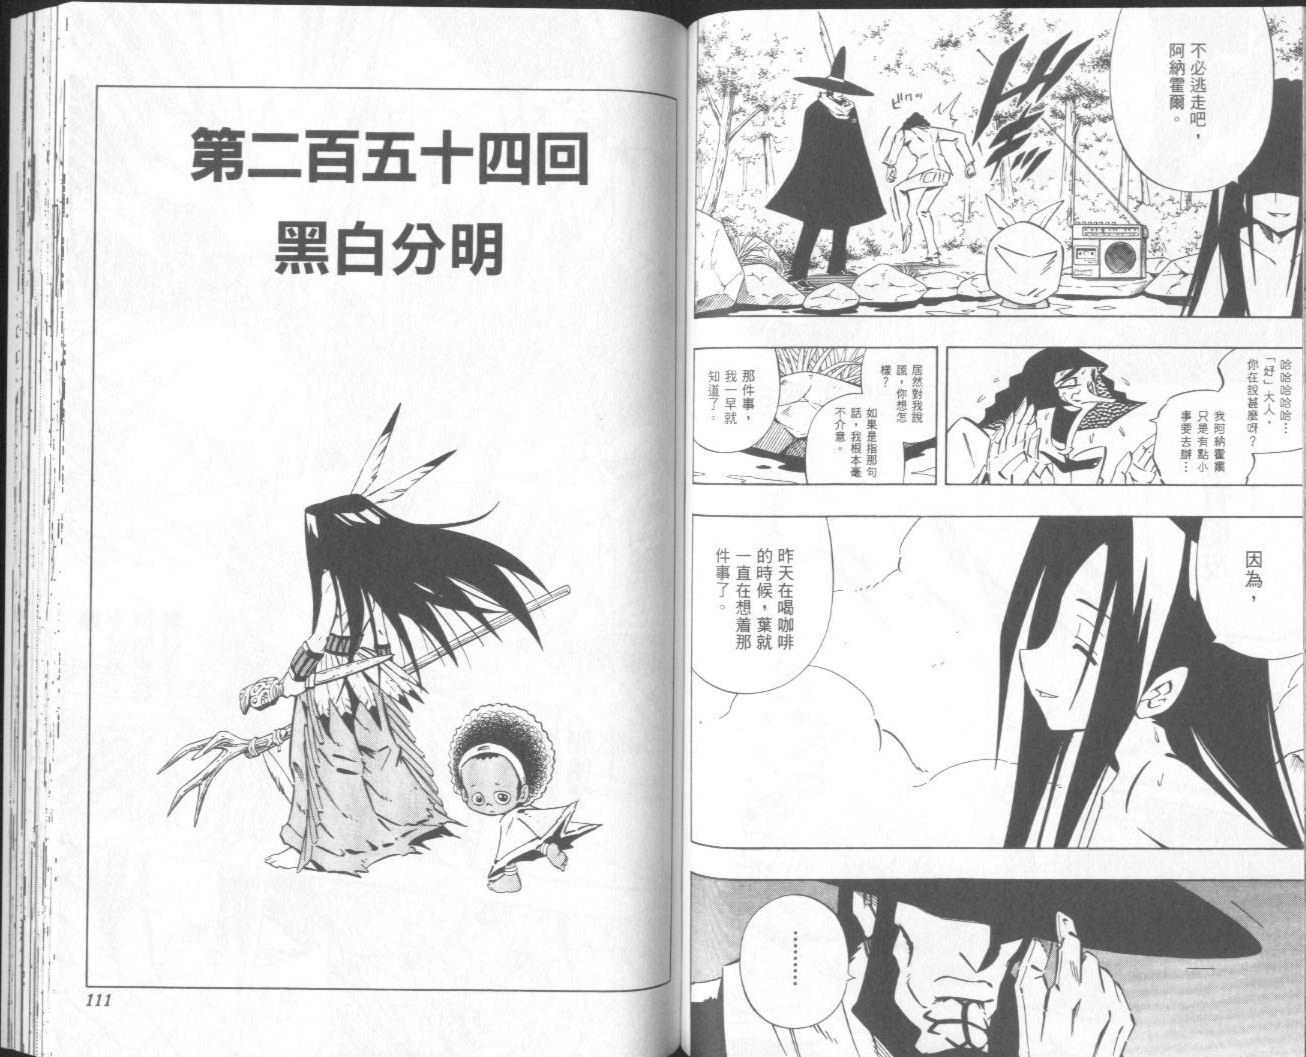 不必逃走吧，
阿納霍爾。
ビクッ
哈哈哈哈哈…
「好」大人，
你在說甚麼呀？
我阿納霍爾
只是有點小
事要去辦…
居然對我說
謊，你想怎
樣？
如果是指那句
話，我根本毫
不介意。
那件事，
我一早就
知道了。
因為，
昨天在喝咖啡
的時候，葉就
一直在想着那
件事了。
………
第二百五十四回
黑白分明
111